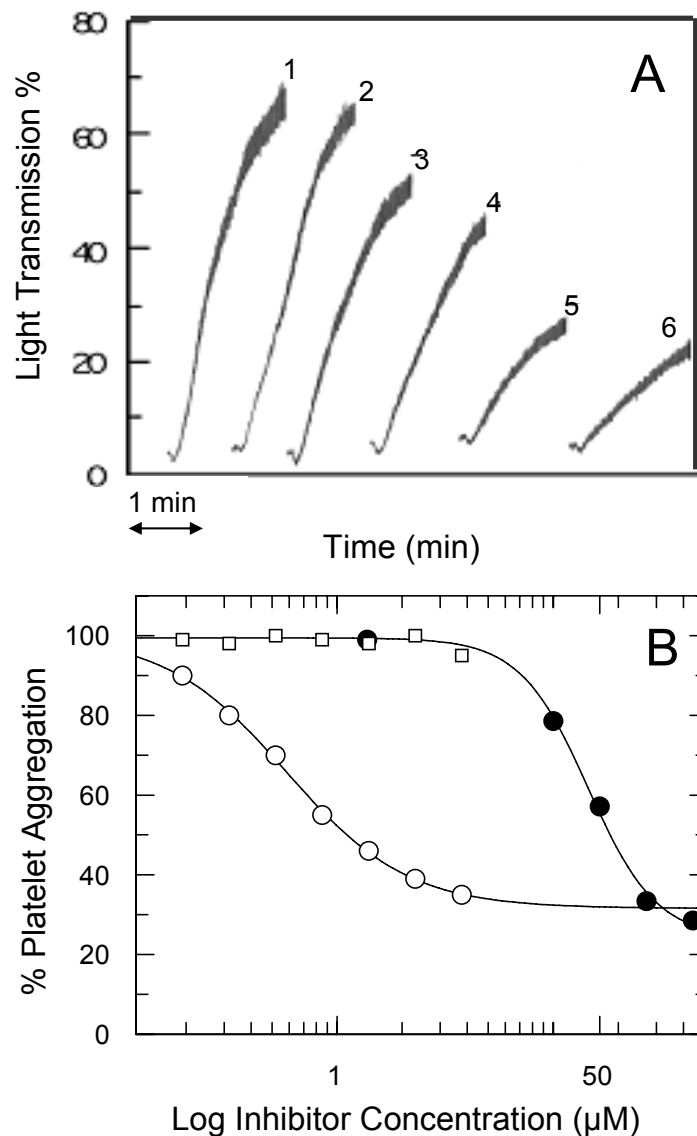 80
60
40
20
0
Light Transmission %
A
1
2
3
4
5
6
1 min
Time (min)
B
100
80
60
40
20
0
% Platelet Aggregation
1
50
Log Inhibitor Concentration (µM)